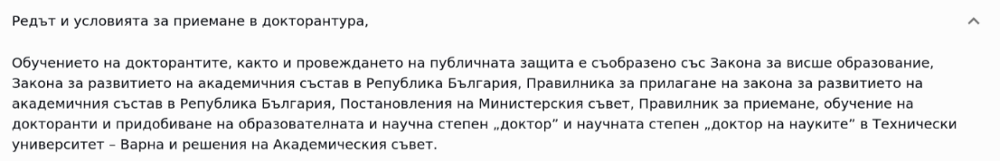 Редът и условията за приемане в докторантура,
Обучението на докторантите, както и провеждането на публичната защита е съобразено със Закона за висше образование,
Закона за развитието на академичния състав в Република България, Правилника за прилагане на закона за развитието на
академичния състав в Република България, Постановления на Министерския съвет, Правилник за приемане, обучение на
докторанти и придобиване на образователната и научна степен „доктор” и научната степен „доктор на науките” в Технически
университет – Варна и решения на Академическия съвет.